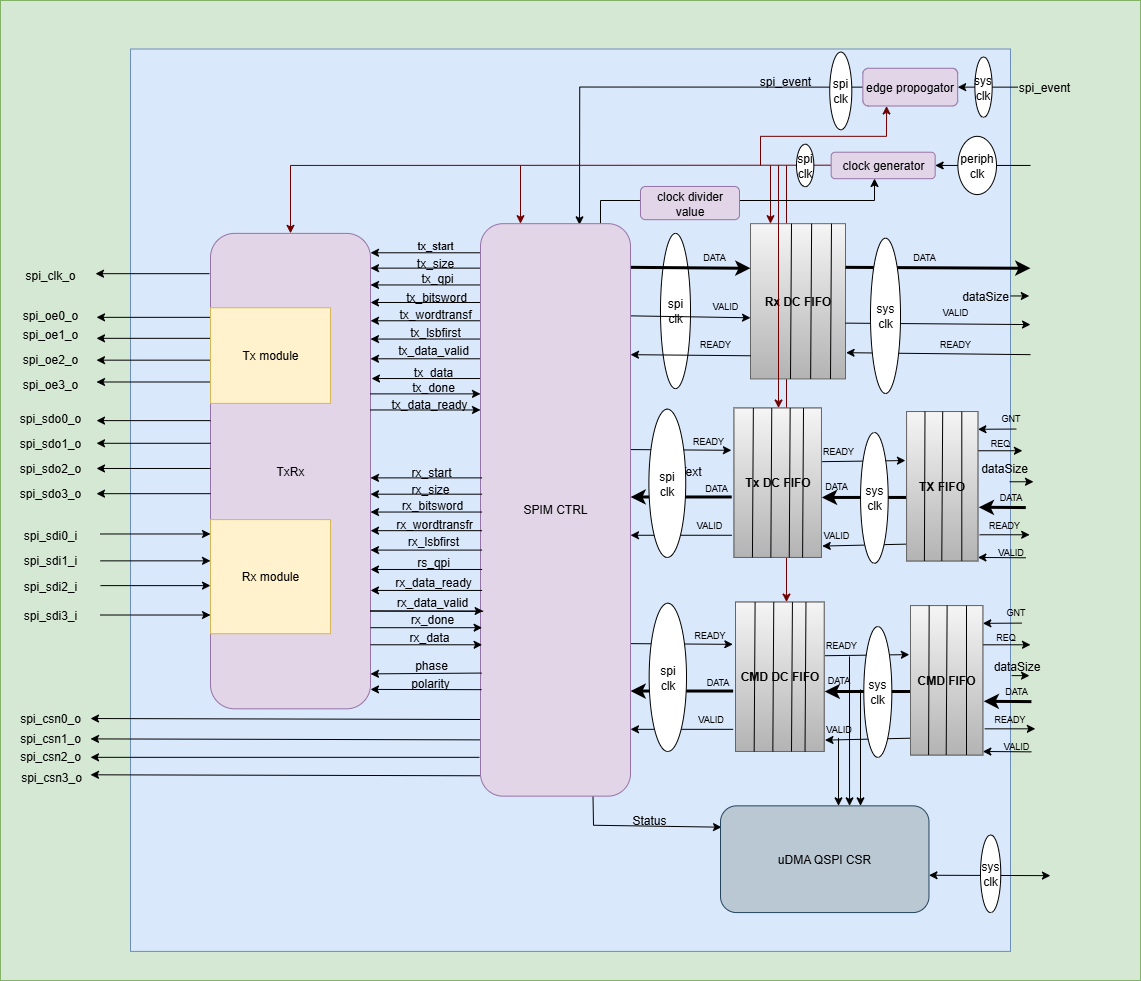 spi_event
spi
clk
edge propogator
sys
clk
spi_event
spi
clk
clock generator
periph
clk
clock divider
value
spi_clk_o
spi_oe0_o
spi_oe1_o
spi_oe2_o
spi_oe3_o
spi_sdo0_o
spi_sdo1_o
spi_sdo2_o
spi_sdo3_o
spi_sdi0_i
spi_sdi1_i
spi_sdi2_i
spi_sdi3_i
spi_csn0_o
spi_csn1_o
spi_csn2_o
spi_csn3_o
Tx module
TxRx
Rx module
tx_start
tx_size
tx_qpi
tx_bitsword
tx_wordtransf
tx_lsbfirst
tx_data_valid
tx_data
tx_done
tx_data_ready
rx_start
rx_size
rx_bitsword
rx_wordtransfr
rx_lsbfirst
rs_qpi
rx_data_ready
rx_data_valid
rx_done
rx_data
phase
polarity
SPIM CTRL
DATA
spi
clk
VALID
READY
Rx DC FIFO
sys
clk
DATA
dataSize
VALID
READY
READY
spi
clk
ext
DATA
VALID
Tx DC FIFO
READY
DATA
VALID
sys
clk
TX FIFO
GNT
REQ
dataSize
DATA
READY
VALID
READY
spi
clk
DATA
VALID
CMD DC FIFO
READY
DATA
VALID
sys
clk
CMD FIFO
GNT
REQ
dataSize
DATA
READY
VALID
Status
uDMA QSPI CSR
sys
clk